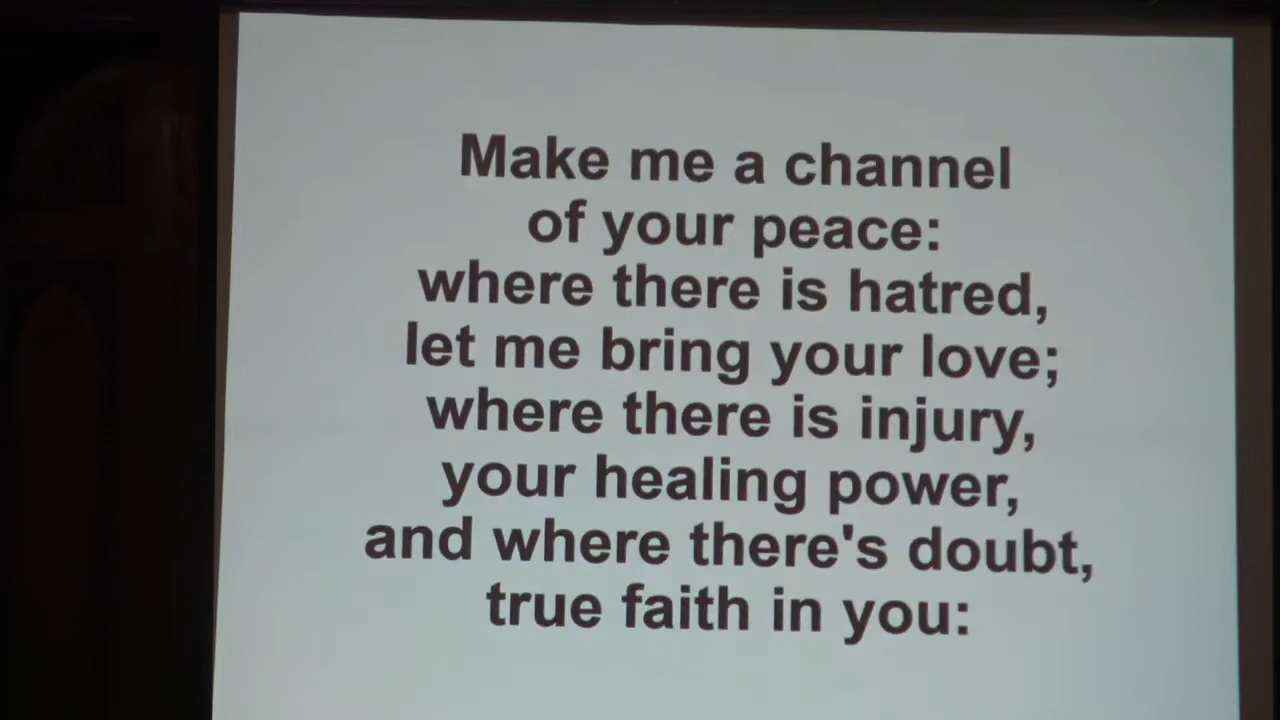 Make me a channel
of your peace:
where there is hatred,
let me bring your love;
where there is injury,
your healing power,
and where there's doubt,
true faith in you: